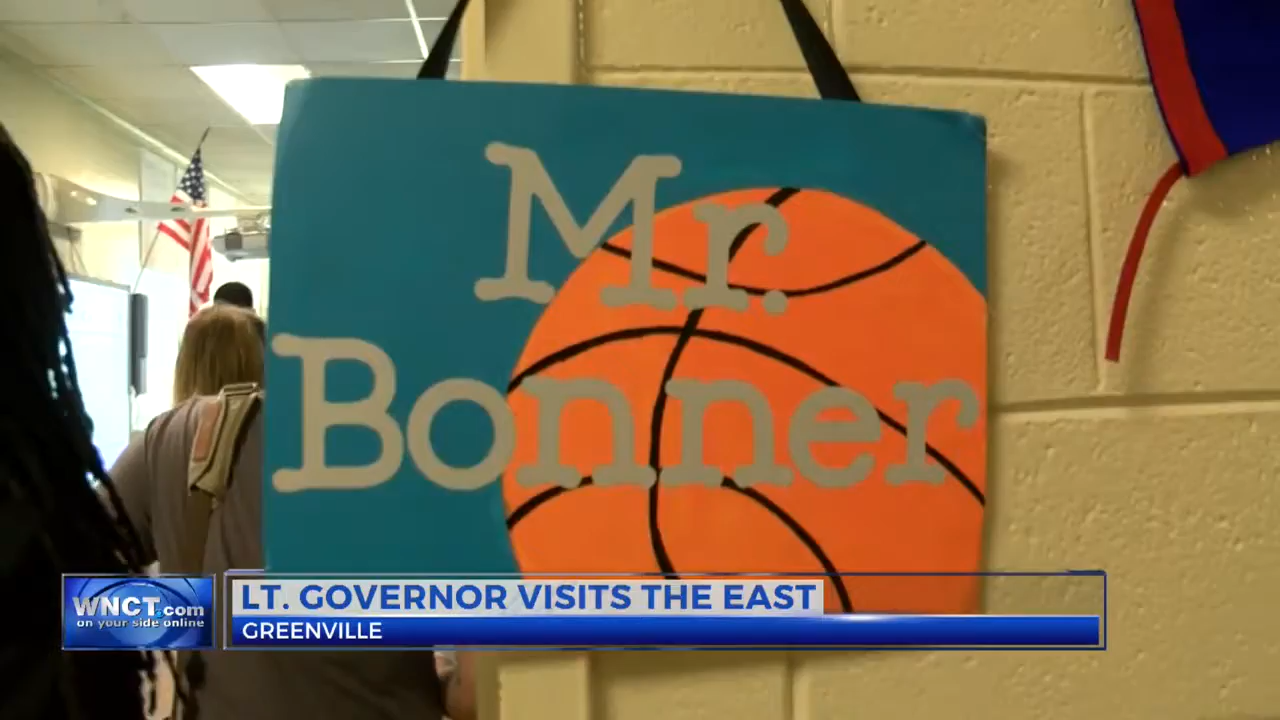 Mr.
Bonner
LT. GOVERNOR VISITS THE EAST
GREENVILLE
WNCT.com
on your side online